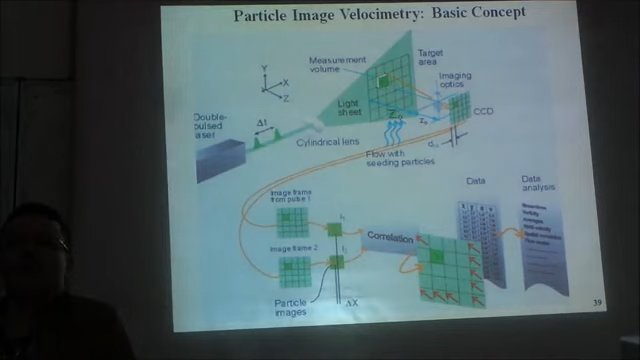 Particle Image Velocimetry: Basic Concept
Measurement
volume
Target
area
Imaging
optics
Y
X
Z
Light
sheet
CCD
Double-
pulsed
laser
Δt
Cylindrical lens
Flow with
seeding particles
Image frame
from pulse 1
Data
Data
analysis
Correlation
Image frame 2
Particle
images
ΔX
39